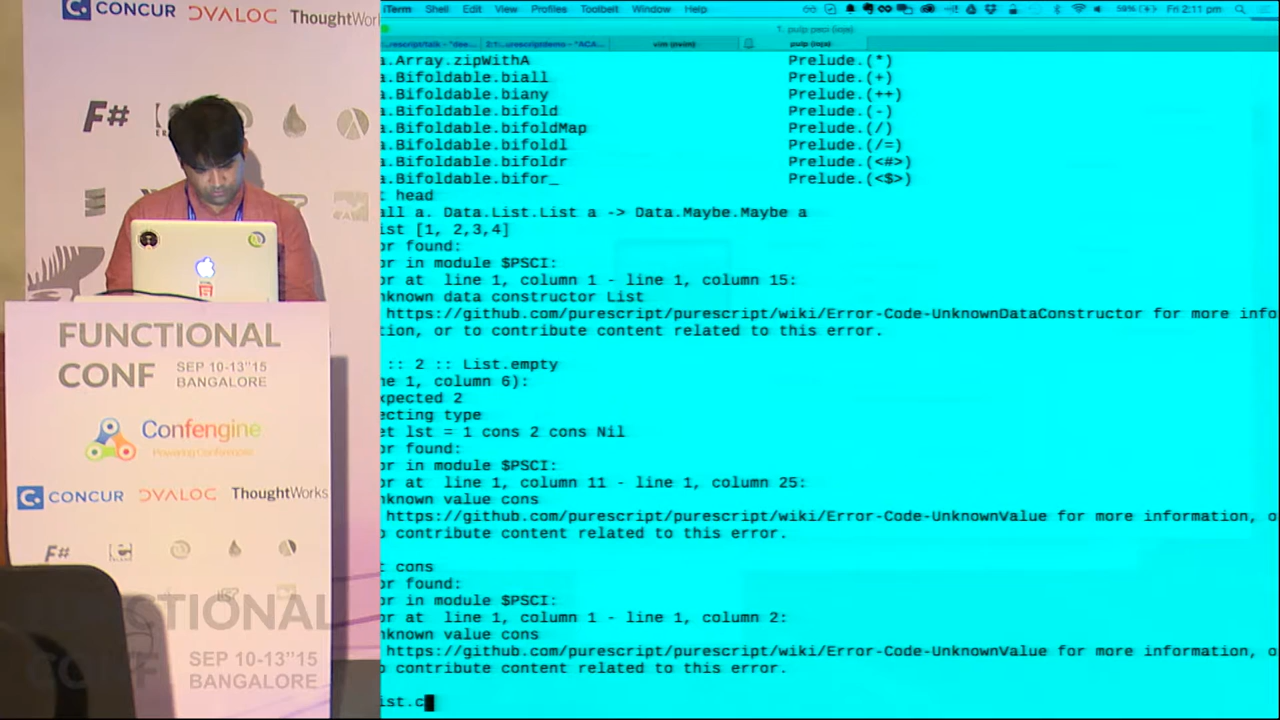 CONCUR DVALOC ThoughtWor
F#
FUNCTIONAL
CONF SEP 10-13"15
BANGALORE
Confengine
Powering Conferences
CONCUR DVALOC ThoughtWorks
F#
CTIONAL
SEP 10-13"15
BANGALORE
iTerm Shell Edit View Profiles Toolbelt Window Help 59% Fri 2:11 pm
1. pulp psci (node)
a.Array.zipWithA Prelude.(*)
a.Bifoldable.biall Prelude.(+)
a.Bifoldable.biany Prelude.(++)
a.Bifoldable.bifold Prelude.(-)
a.Bifoldable.bifoldMap Prelude.(/)
a.Bifoldable.bifoldl Prelude.(/=)
a.Bifoldable.bifoldr Prelude.(<#>)
a.Bifoldable.bifor_ Prelude.(<$>)
t head
all a. Data.List.List a -> Data.Maybe.Maybe a
ist [1, 2,3,4]
or found:
or in module $PSCI:
or at line 1, column 1 - line 1, column 15:
nknown data constructor List
https://github.com/purescript/purescript/wiki/Error-Code-UnknownDataConstructor for more info
tion, or to contribute content related to this error.
:: 2 :: List.empty
ne 1, column 6):
xpected 2
ecting type
et lst = 1 cons 2 cons Nil
or found:
or in module $PSCI:
or at line 1, column 11 - line 1, column 25:
nknown value cons
https://github.com/purescript/purescript/wiki/Error-Code-UnknownValue for more information, o
o contribute content related to this error.
t cons
or found:
or in module $PSCI:
or at line 1, column 1 - line 1, column 2:
nknown value cons
https://github.com/purescript/purescript/wiki/Error-Code-UnknownValue for more information, o
o contribute content related to this error.
ist.c